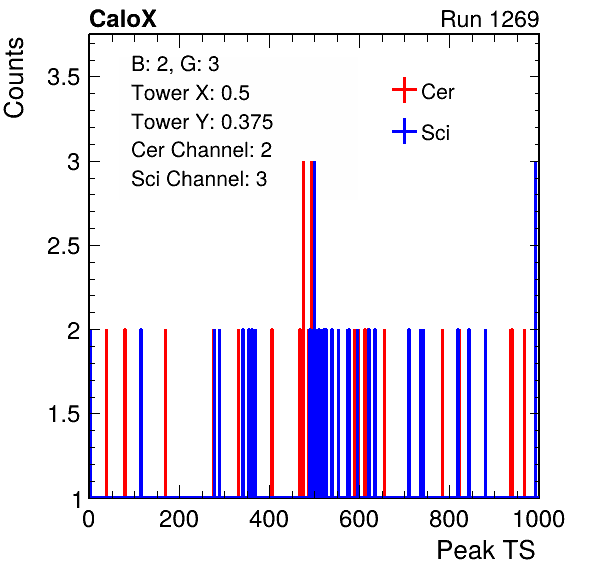 CaloX Run 1269
Counts
3.5
3
2.5
2
1.5
1
B: 2, G: 3
Tower X: 0.5
Tower Y: 0.375
Cer Channel: 2
Sci Channel: 3
Cer
Sci
0 200 400 600 800 1000
Peak TS